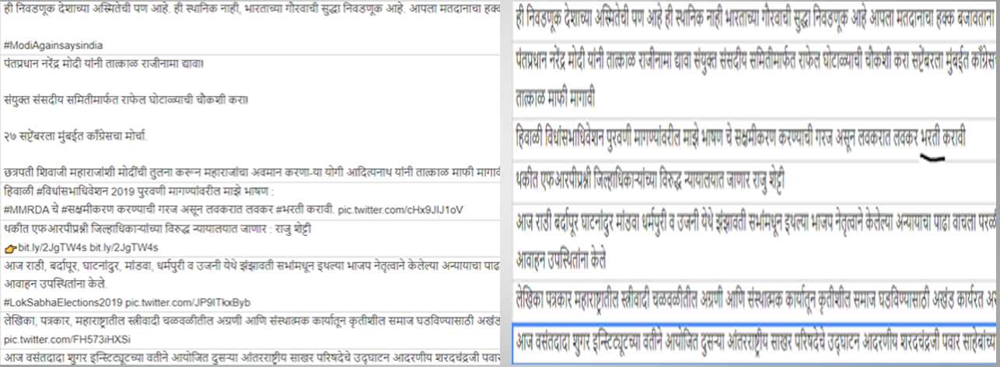 ही निवडणूक देशाच्या अस्मितेची पण आहे. ही स्थानिक नाही, भारताच्या गौरवाची सुद्धा निवडणूक आहे. आपला मतदानाचा हक्क
#ModiAgainsaysindia
पंतप्रधान नरेंद्र मोदी यांनी तात्काळ राजीनामा द्यावा!
संयुक्त संसदीय समितीमार्फत राफेल घोटाळ्याची चौकशी करा!
२७ सप्टेंबरला मुंबईत काँग्रेसचा मोर्चा.
छत्रपती शिवाजी महाराजांशी मोदींची तुलना करून महाराजांचा अवमान करणा-या योगी आदित्यनाथ यांनी तात्काळ माफी मागावी
हिवाळी #विधांसभाधिवेशन 2019 पुरवणी मागण्यांवरील माझे भाषण :
#MMRDA चे #सक्षमीकरण करण्याची गरज असून लवकरात लवकर #भरती करावी. pic.twitter.com/cHx9JIJ1oV
थकीत एफआरपीप्रश्नी जिल्हाधिकाऱ्यांच्या विरुद्ध न्यायालयात जाणार : राजु शेट्टी
👉bit.ly/2JgTW4s bit.ly/2JgTW4s
आज राडी, बर्दापूर, घाटनांदुर, मांडवा, धर्मपुरी व उजनी येथे झंझावती सभांमधून इथल्या भाजप नेतृत्वाने केलेल्या अन्यायाचा पाढा
आवाहन उपस्थितांना केले.
#LokSabhaElections2019 pic.twitter.com/JP9ITkxByb
लेखिका, पत्रकार, महाराष्ट्रातील स्त्रीवादी चळवळीतील अग्रणी आणि संस्थात्मक कार्यातून कृतीशील समाज घडविण्यासाठी अखंड
pic.twitter.com/FH573iHXSi
आज वसंतदादा शुगर इन्स्टिट्यूटच्या वतीने आयोजित दुसऱ्या आंतरराष्ट्रीय साखर परिषदेचे उद्घाटन आदरणीय शरदचंद्रजी पवार
ही निवडणूक देशाच्या अस्मितेची पण आहे ही स्थानिक नाही भारताच्या गौरवाची सुद्धा निवडणूक आहे आपला मतदानाचा हक्क बजावताना
पंतप्रधान नरेंद्र मोदी यांनी तात्काळ राजीनामा द्यावा संयुक्त संसदीय समितीमार्फत राफेल घोटाळ्याची चौकशी करा सप्टेंबरला मुंबईत
तात्काळ माफी मागावी
हिवाळी विधांसभाधिवेशन पुरवणी मागण्यांवरील माझे भाषण चे सक्षमीकरण करण्याची गरज असून लवकरात लवकर भरती करावी
थकीत एफआरपीप्रश्नी जिल्हाधिकाऱ्यांच्या विरुद्ध न्यायालयात जाणार राजु शेट्टी
आज राडी बर्दापूर घाटनांदुर मांडवा धर्मपुरी व उजनी येथे झंझावती सभांमधून इथल्या भाजप नेतृत्वाने केलेल्या अन्यायाचा पाढा वाचला
आवाहन उपस्थितांना केले
लेखिका पत्रकार महाराष्ट्रातील स्त्रीवादी चळवळीतील अग्रणी आणि संस्थात्मक कार्यातून कृतीशील समाज घडविण्यासाठी अखंड कार्यरत
आज वसंतदादा शुगर इन्स्टिट्यूटच्या वतीने आयोजित दुसऱ्या आंतरराष्ट्रीय साखर परिषदेचे उद्घाटन आदरणीय शरदचंद्रजी पवार साहेबांच्या